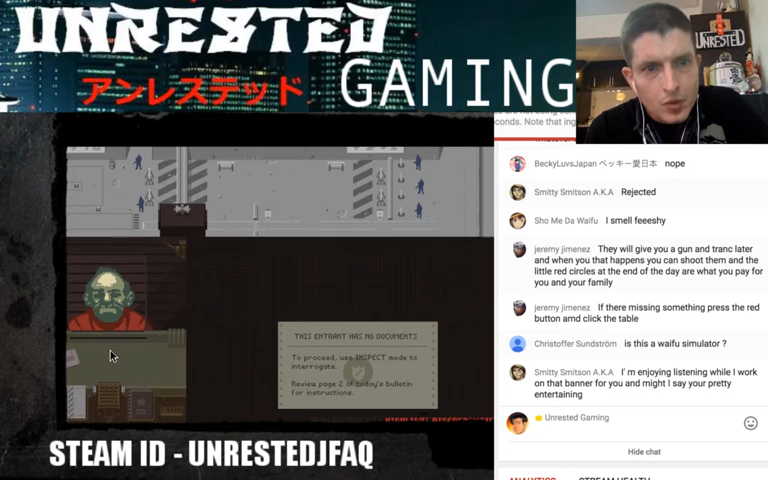 UNRESTED
アンレステッド
GAMING
UNRESTED
conds. Note that ing
BeckyLuvsJapan ベッキー愛日本 nope
Smitty Smitson A.K.A Rejected
Sho Me Da Waifu I smell feeeshy
jeremy jimenez They will give you a gun and tranc later
and when you that happens you can shoot them and the
little red circles at the end of the day are what you pay for
you and your family
jeremy jimenez If there missing something press the red
button amd click the table
Christoffer Sundström is this a waifu simulator ?
Smitty Smitson A.K.A I'm enjoying listening while I work
on that banner for you and might I say your pretty
entertaining
Unrested Gaming
Hide chat
ANALYTICS STREAM HEALTH
THIS ENTRANT HAS NO DOCUMENTS
To proceed, use INSPECT mode to
interrogate.
Review page 2 of today's bulletin
for instructions.
STEAM ID - UNRESTEDJFAQ